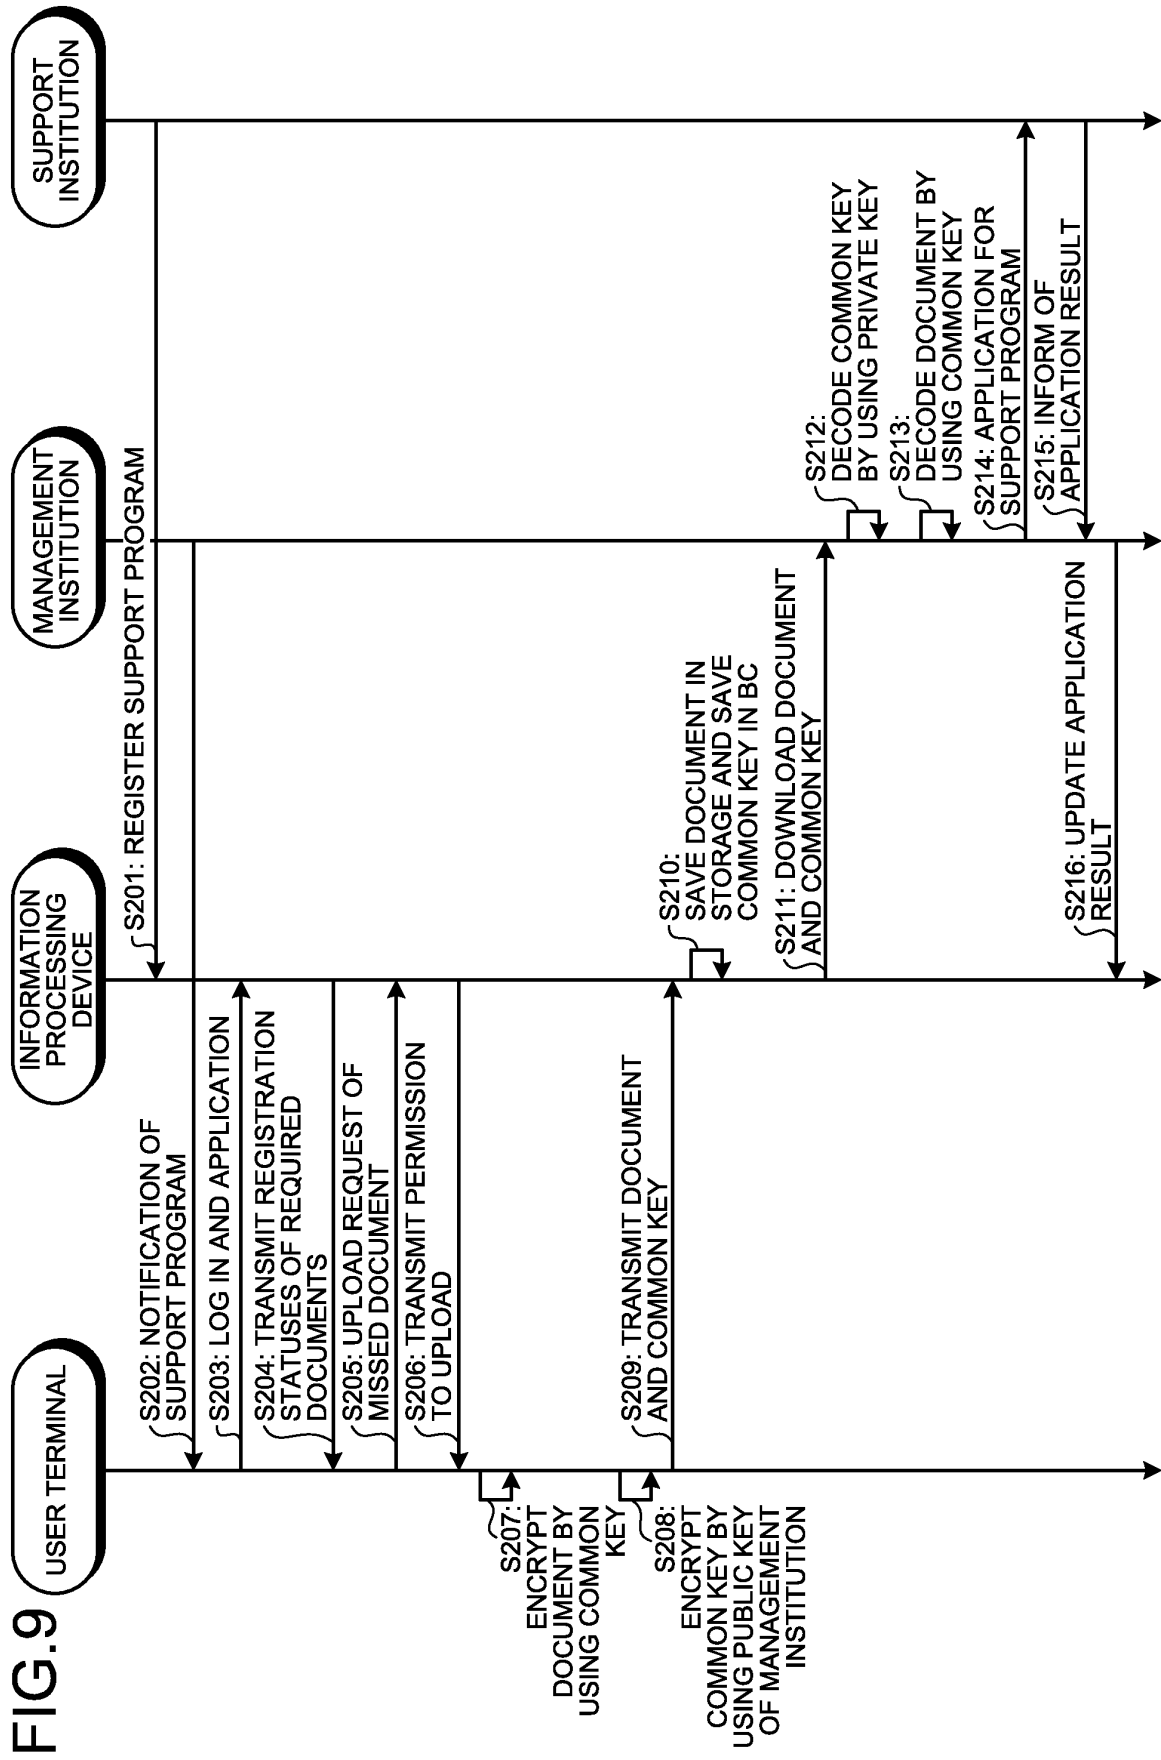 FIG.9
USER TERMINAL
INFORMATION
PROCESSING
DEVICE
MANAGEMENT
INSTITUTION
SUPPORT
INSTITUTION
S201: REGISTER SUPPORT PROGRAM
S202: NOTIFICATION OF
SUPPORT PROGRAM
S203: LOG IN AND APPLICATION
S204: TRANSMIT REGISTRATION
STATUSES OF REQUIRED
DOCUMENTS
S205: UPLOAD REQUEST OF
MISSED DOCUMENT
S206: TRANSMIT PERMISSION
TO UPLOAD
S207:
ENCRYPT
DOCUMENT BY
USING COMMON
KEY
S208:
ENCRYPT
COMMON KEY BY
USING PUBLIC KEY
OF MANAGEMENT
INSTITUTION
S209: TRANSMIT DOCUMENT
AND COMMON KEY
S210:
SAVE DOCUMENT IN
STORAGE AND SAVE
COMMON KEY IN BC
S211: DOWNLOAD DOCUMENT
AND COMMON KEY
S212:
DECODE COMMON KEY
BY USING PRIVATE KEY
S213:
DECODE DOCUMENT BY
USING COMMON KEY
S214: APPLICATION FOR
SUPPORT PROGRAM
S215: INFORM OF
APPLICATION RESULT
S216: UPDATE APPLICATION
RESULT